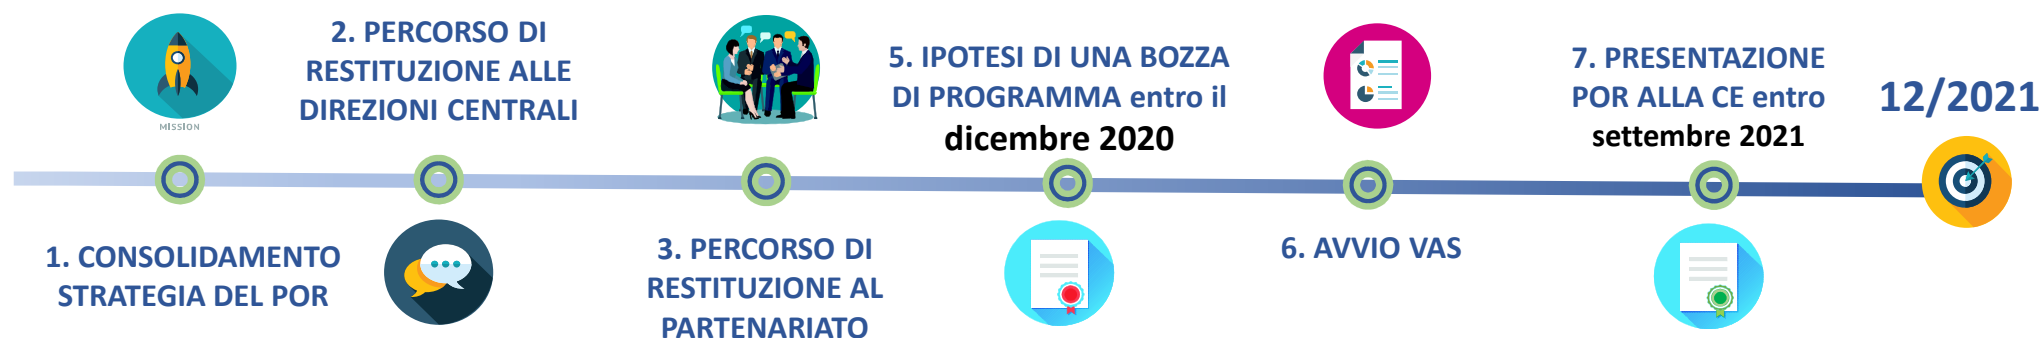 MISSION
1. CONSOLIDAMENTO
STRATEGIA DEL POR
2. PERCORSO DI
RESTITUZIONE ALLE
DIREZIONI CENTRALI
3. PERCORSO DI
RESTITUZIONE AL
PARTENARIATO
5. IPOTESI DI UNA BOZZA
DI PROGRAMMA entro il
dicembre 2020
6. AVVIO VAS
7. PRESENTAZIONE
POR ALLA CE entro
settembre 2021
12/2021